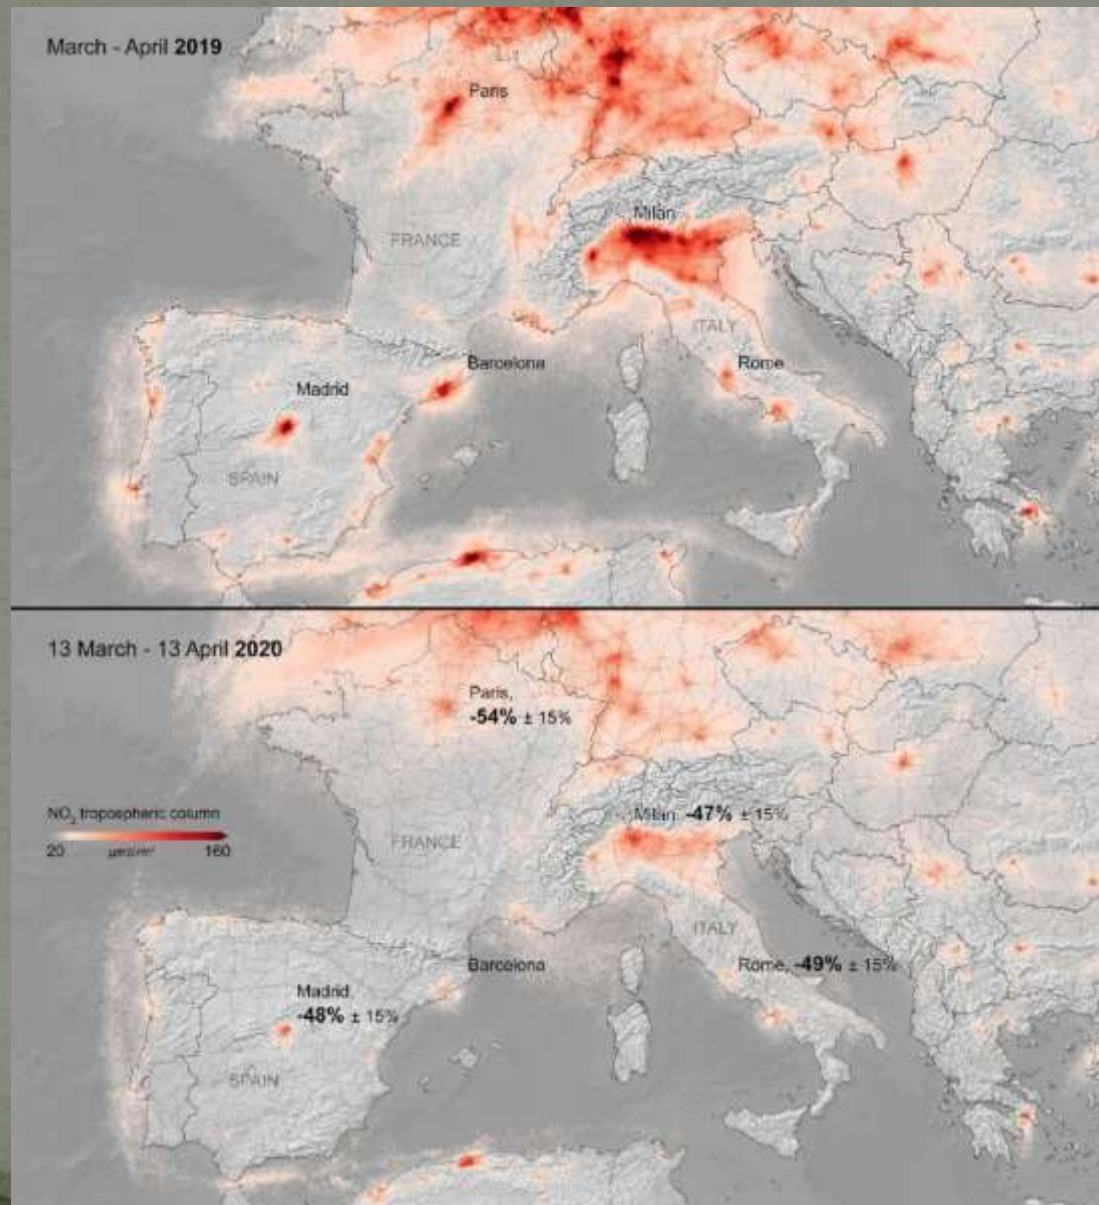 March - April 2019
Paris
Milan
FRANCE
ITALY
Barcelona
Rome
Madrid
SPAIN
13 March - 13 April 2020
Paris,
-54% ± 15%
NO₂ tropospheric column
20 160
Milan, -47% ± 15%
FRANCE
ITALY
Barcelona
Rome, -49% ± 15%
Madrid,
-48% ± 15%
SPAIN